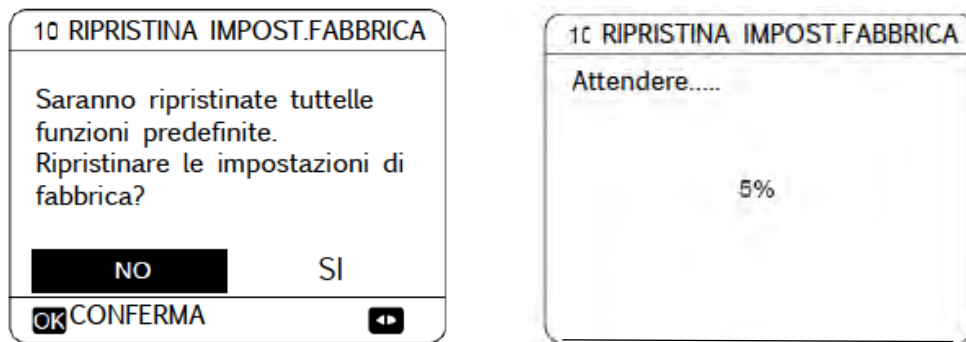 10 RIPRISTINA IMPOST.FABBRICA
Saranno ripristinate tuttelle
funzioni predefinite.
Ripristinare le impostazioni di
fabbrica?
NO SI
OK CONFERMA
10 RIPRISTINA IMPOST.FABBRICA
Attendere.....
5%